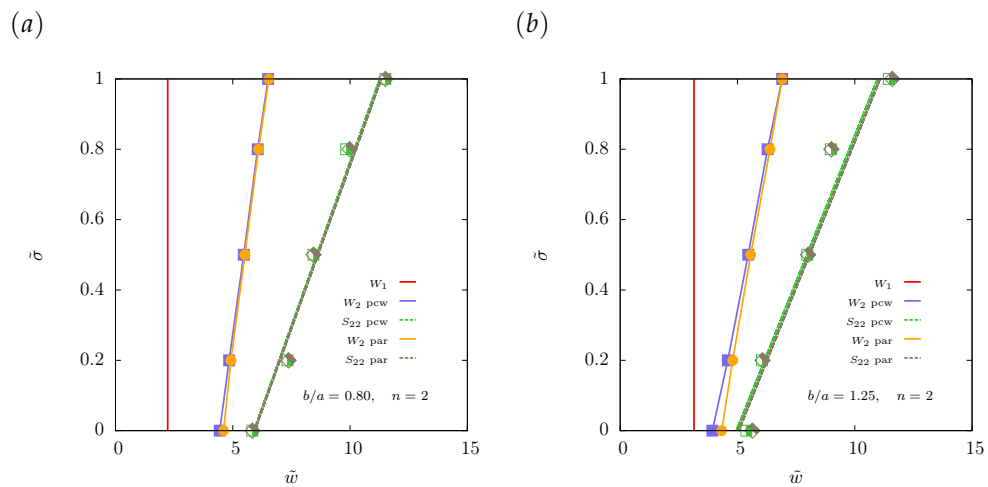 (a)
1
0.8
0.6
0.4
0.2
0
σ̃
0
5
10
15
w̃
W₁
W₂ pcw
S₂₂ pcw
W₂ par
S₂₂ par
b/a = 0.80, n = 2
(b)
1
0.8
0.6
0.4
0.2
0
σ̃
0
5
10
15
w̃
W₁
W₂ pcw
S₂₂ pcw
W₂ par
S₂₂ par
b/a = 1.25, n = 2